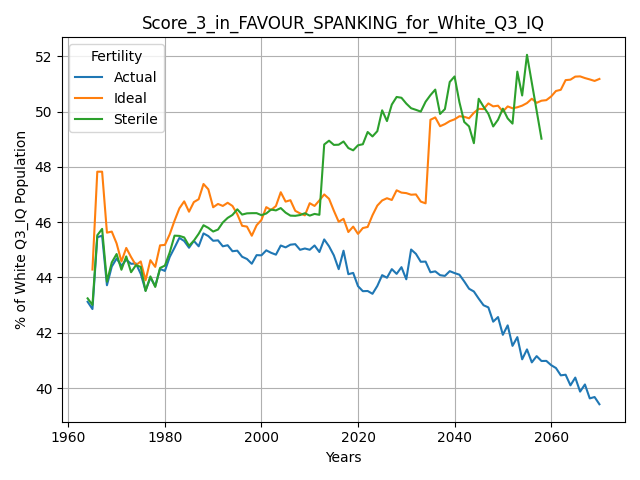 Score_3_in_FAVOUR_SPANKING_for_White_Q3_IQ
Fertility
Actual
Ideal
Sterile
% of White Q3_IQ Population
52
50
48
46
44
42
40
1960
1980
2000
2020
2040
2060
Years